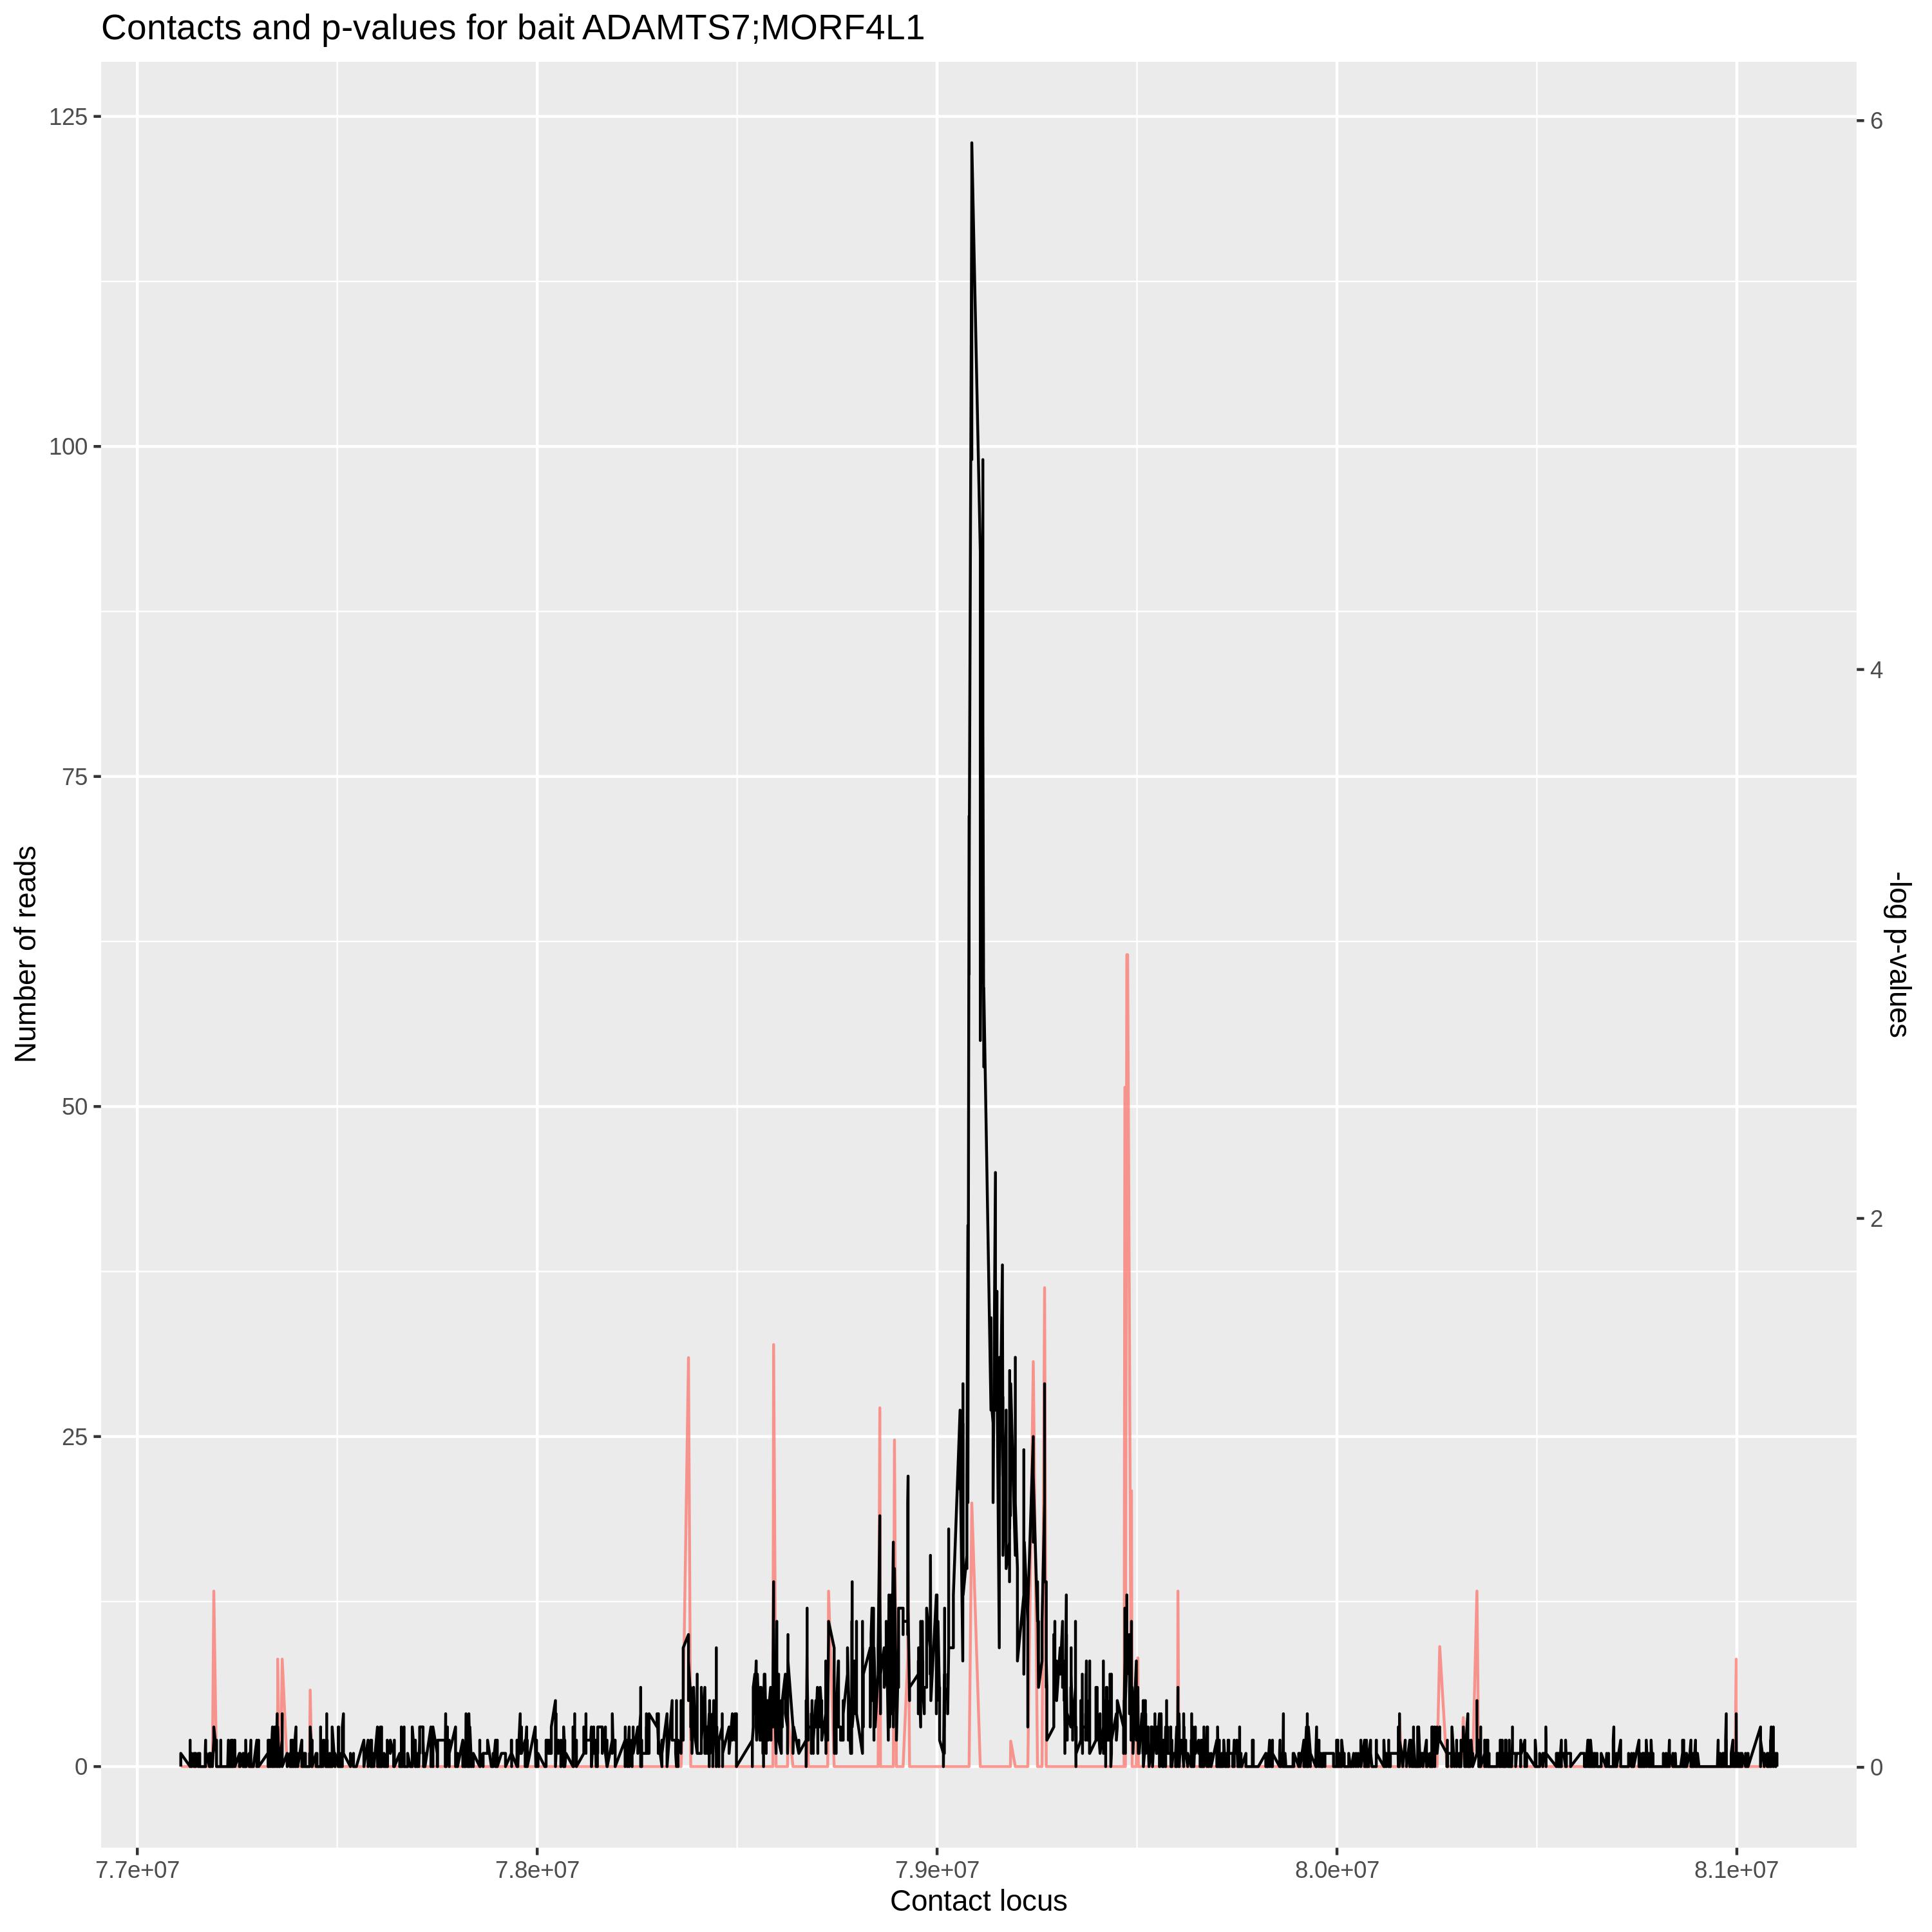 Contacts and p-values for bait ADAMTS7;MORF4L1
125
100
75
50
25
0
Number of reads
6
4
2
0
-log p-values
7.7e+07
7.8e+07
7.9e+07
8.0e+07
8.1e+07
Contact locus